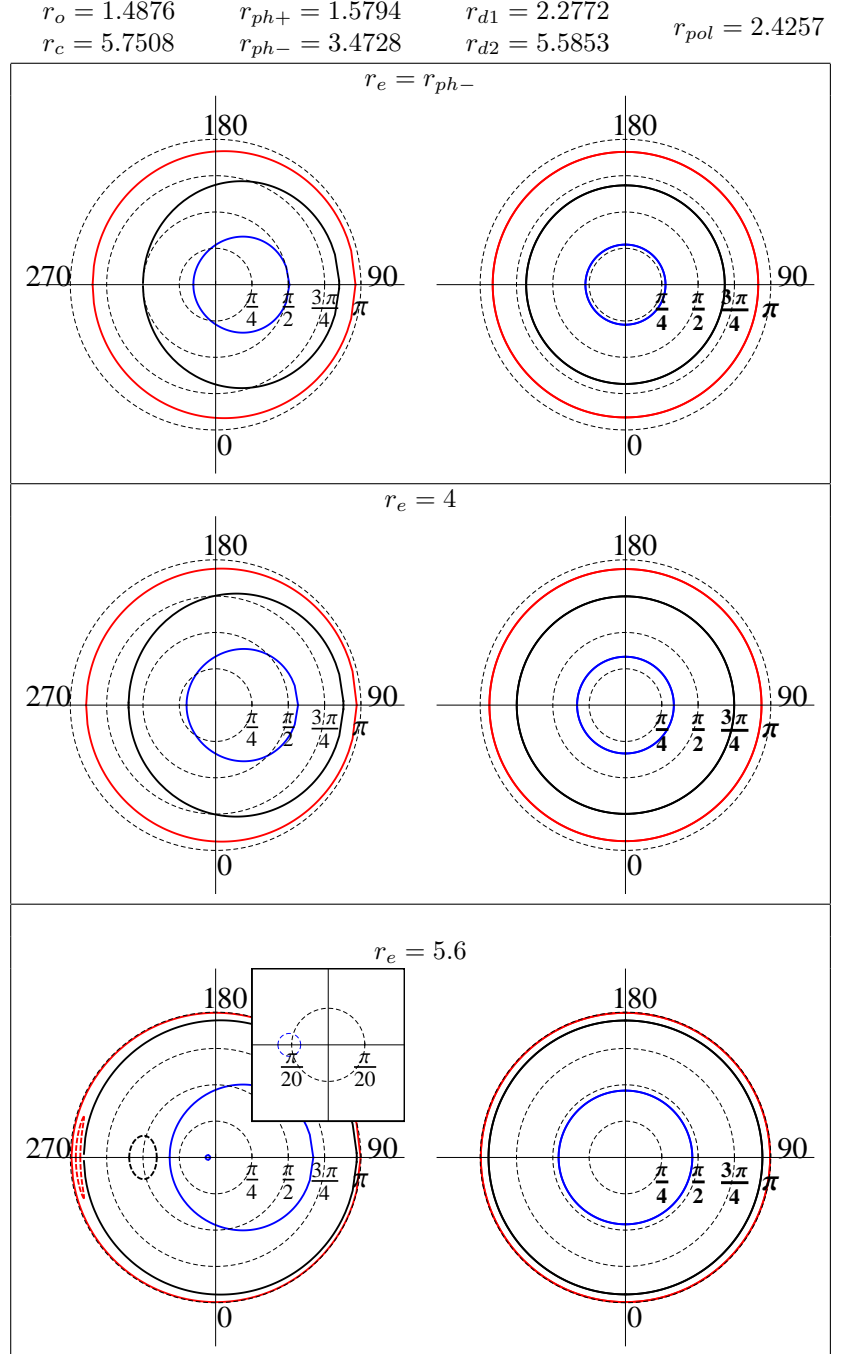 r_o = 1.4876 r_{ph+} = 1.5794 r_{d1} = 2.2772
r_{pol} = 2.4257
r_c = 5.7508 r_{ph-} = 3.4728 r_{d2} = 5.5853
r_e = r_{ph-}
180 180
270 90 270 90
π/4 π/2 3π/4 π π/4 π/2 3π/4 π
0 0
r_e = 4
180 180
270 90 270 90
π/4 π/2 3π/4 π π/4 π/2 3π/4 π
0 0
r_e = 5.6
180 180
π/20 π/20
270 90 270 90
π/4 π/2 3π/4 π π/4 π/2 3π/4 π
0 0